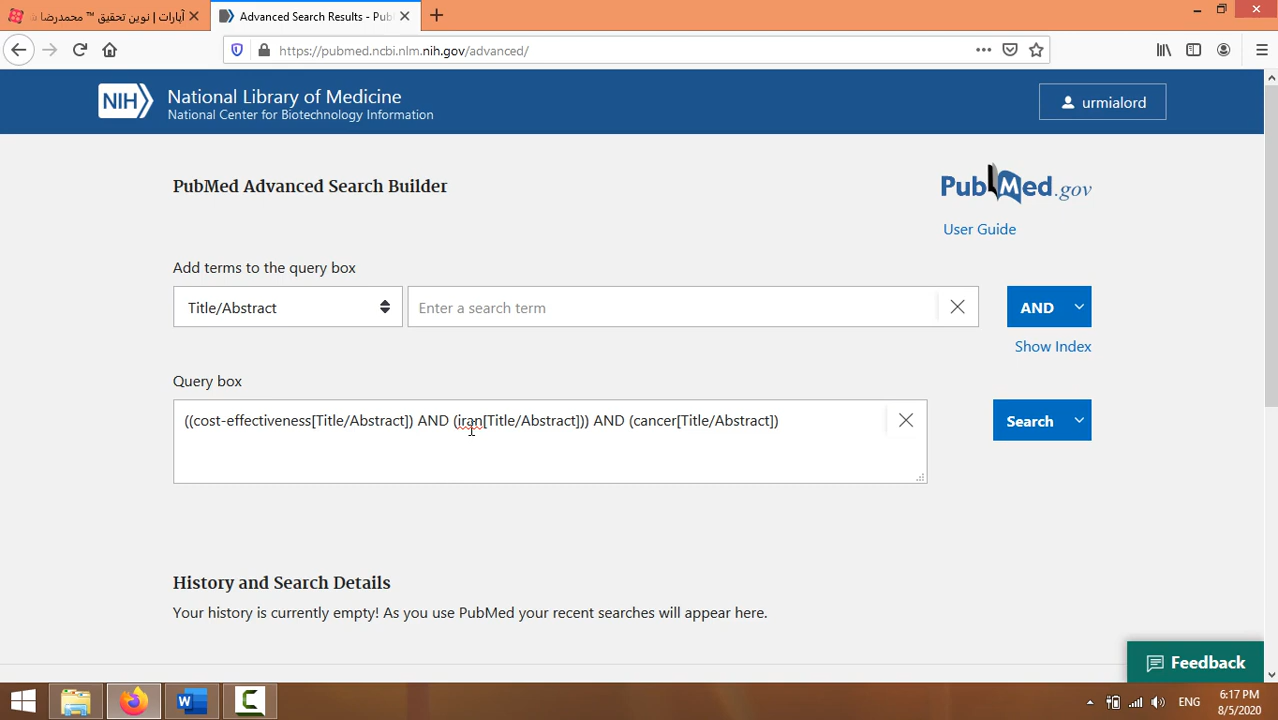 آپارات | نوین تحقیق ™ محمدرضا ش
Advanced Search Results - Pub
https://pubmed.ncbi.nlm.nih.gov/advanced/
NIH
National Library of Medicine
National Center for Biotechnology Information
urmialord
PubMed Advanced Search Builder
PubMed.gov
User Guide
Add terms to the query box
Title/Abstract
Enter a search term
AND
Show Index
Query box
((cost-effectiveness[Title/Abstract]) AND (iran[Title/Abstract])) AND (cancer[Title/Abstract])
Search
History and Search Details
Your history is currently empty! As you use PubMed your recent searches will appear here.
Feedback
W
C
ENG
6:17 PM
8/5/2020